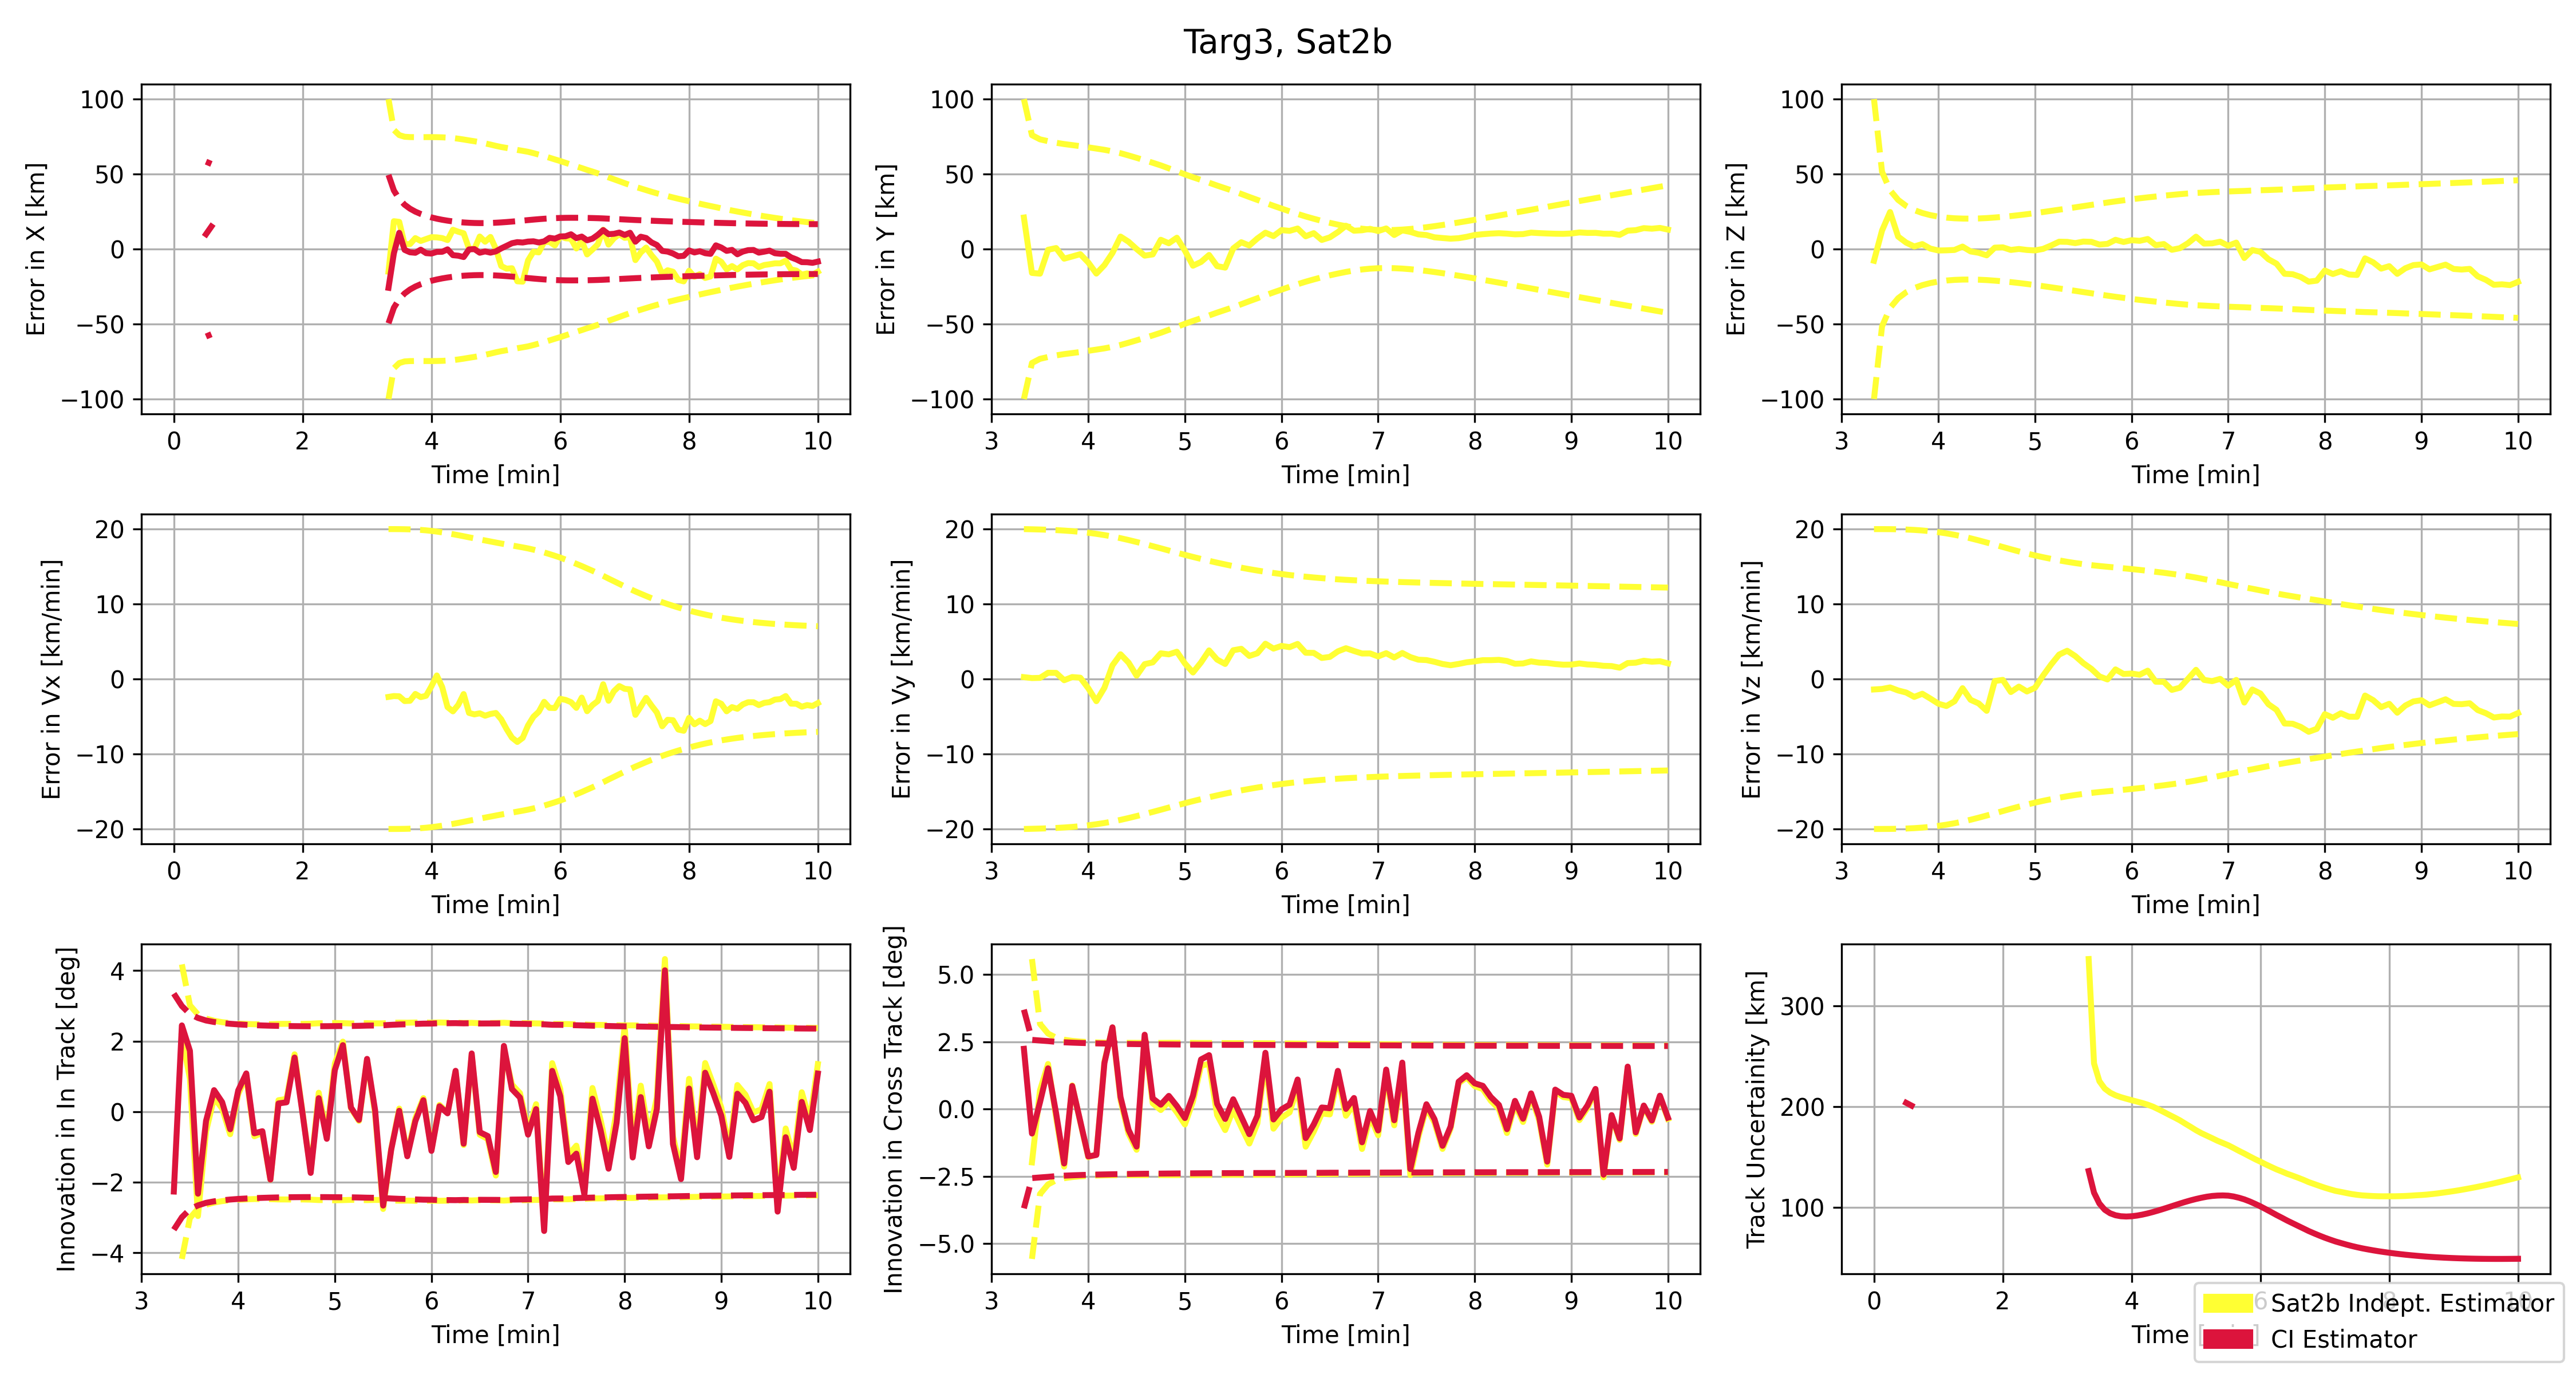 Targ3, Sat2b
Error in X [km]
100
50
0
−50
−100
0 2 4 6 8 10
Time [min]
Error in Y [km]
100
50
0
−50
−100
3 4 5 6 7 8 9 10
Time [min]
Error in Z [km]
100
50
0
−50
−100
3 4 5 6 7 8 9 10
Time [min]
Error in Vx [km/min]
20
10
0
−10
−20
0 2 4 6 8 10
Time [min]
Error in Vy [km/min]
20
10
0
−10
−20
3 4 5 6 7 8 9 10
Time [min]
Error in Vz [km/min]
20
10
0
−10
−20
3 4 5 6 7 8 9 10
Time [min]
Innovation in In Track [deg]
4
2
0
−2
−4
3 4 5 6 7 8 9 10
Time [min]
Innovation in Cross Track [deg]
5.0
2.5
0.0
−2.5
−5.0
3 4 5 6 7 8 9 10
Time [min]
Track Uncertainity [km]
300
200
100
0 2 4 6 8 10
Time
Sat2b Indept. Estimator
CI Estimator